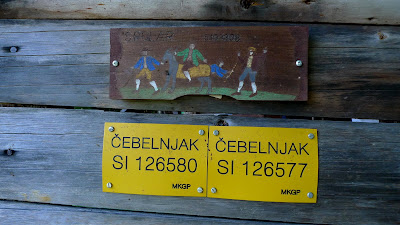 ČEBELNJAK
SI 126580
MKGP
ČEBELNJAK
SI 126577
MKGP